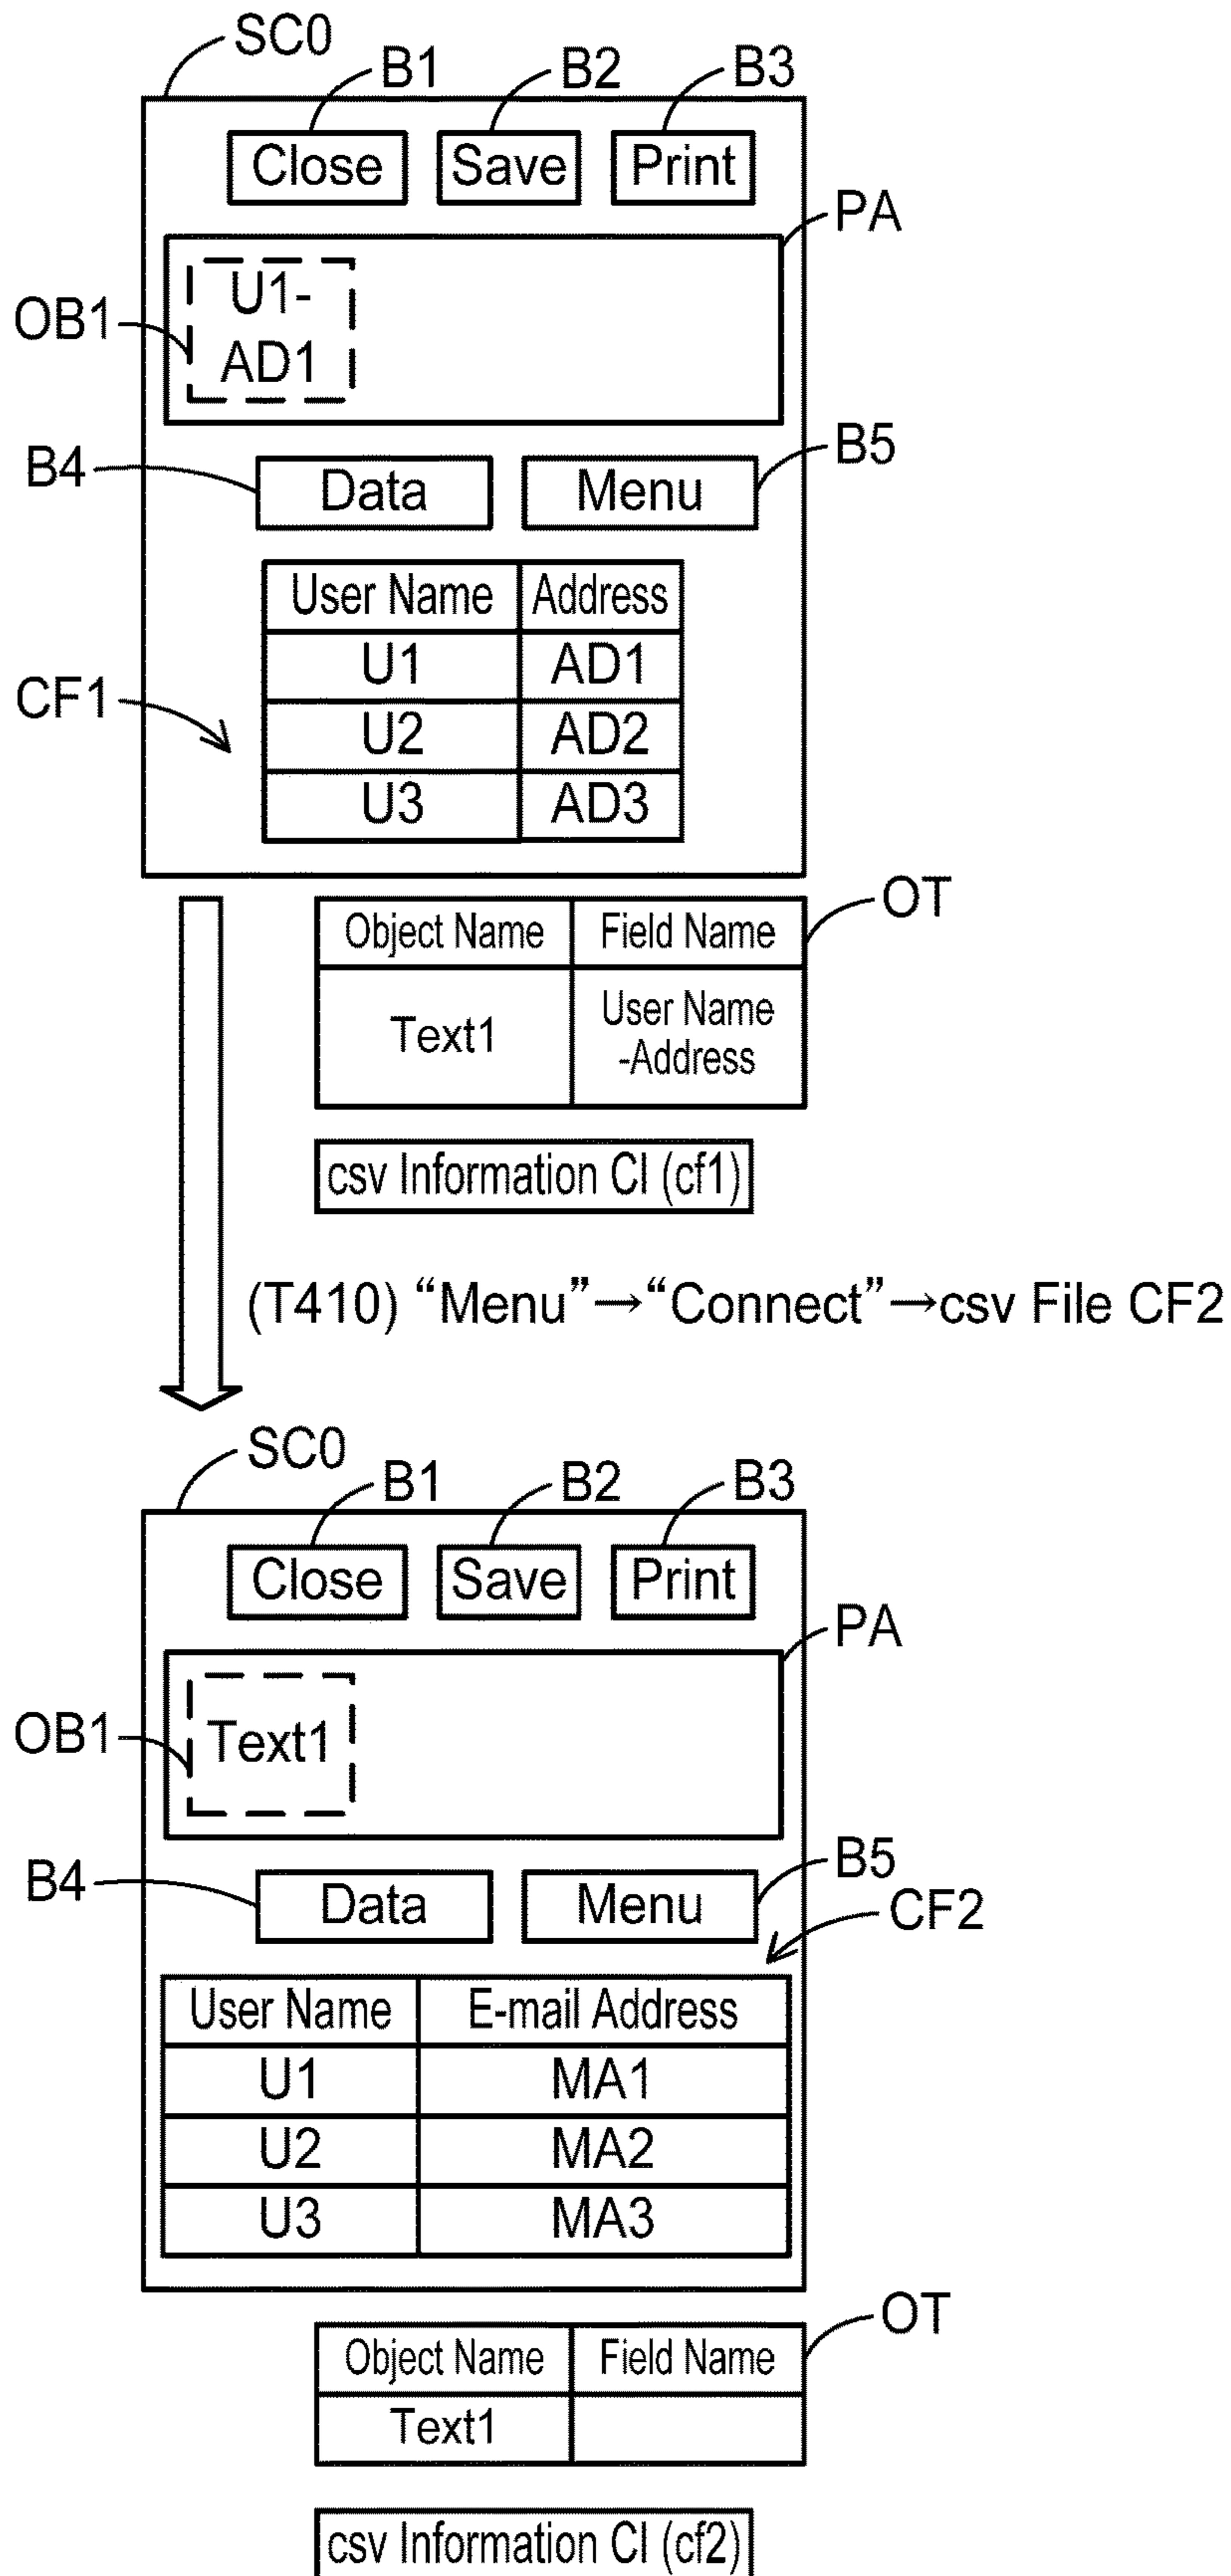 SC0
B1 B2 B3
Close Save Print
PA
OB1
U1-
AD1
B4 Data Menu B5
CF1
User Name Address
U1 AD1
U2 AD2
U3 AD3
OT
Object Name Field Name
Text1 User Name
-Address
csv Information CI (cf1)
(T410) “Menu”→“Connect”→csv File CF2
SC0
B1 B2 B3
Close Save Print
PA
OB1 Text1
B4 Data Menu B5
CF2
User Name E-mail Address
U1 MA1
U2 MA2
U3 MA3
OT
Object Name Field Name
Text1
csv Information CI (cf2)